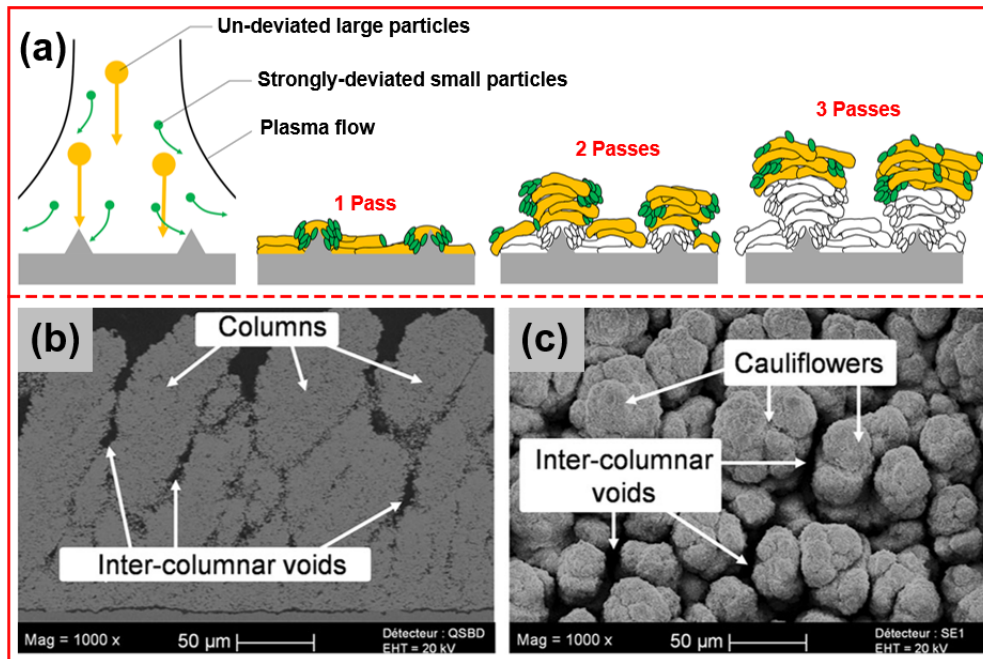 (a)
Un-deviated large particles
Strongly-deviated small particles
Plasma flow
1 Pass
2 Passes
3 Passes
(b)
Columns
Inter-columnar voids
Mag = 1000 x
50 µm
Détecteur : QSBD
EHT = 20 kV
(c)
Cauliflowers
Inter-columnar
voids
Mag = 1000 x
50 µm
Détecteur : SE1
EHT = 20 kV